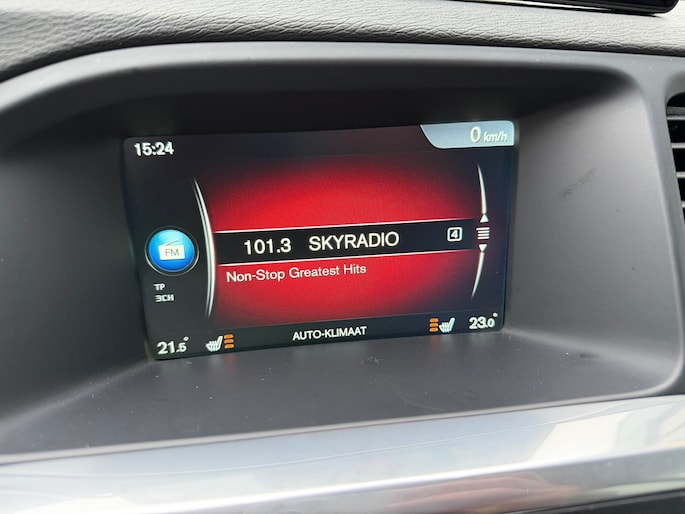 0 km/h
15:24
FM
101.3 SKYRADIO 4
Non-Stop Greatest Hits
TP
3CH
21.5°
AUTO-KLIMAAT
23.0°